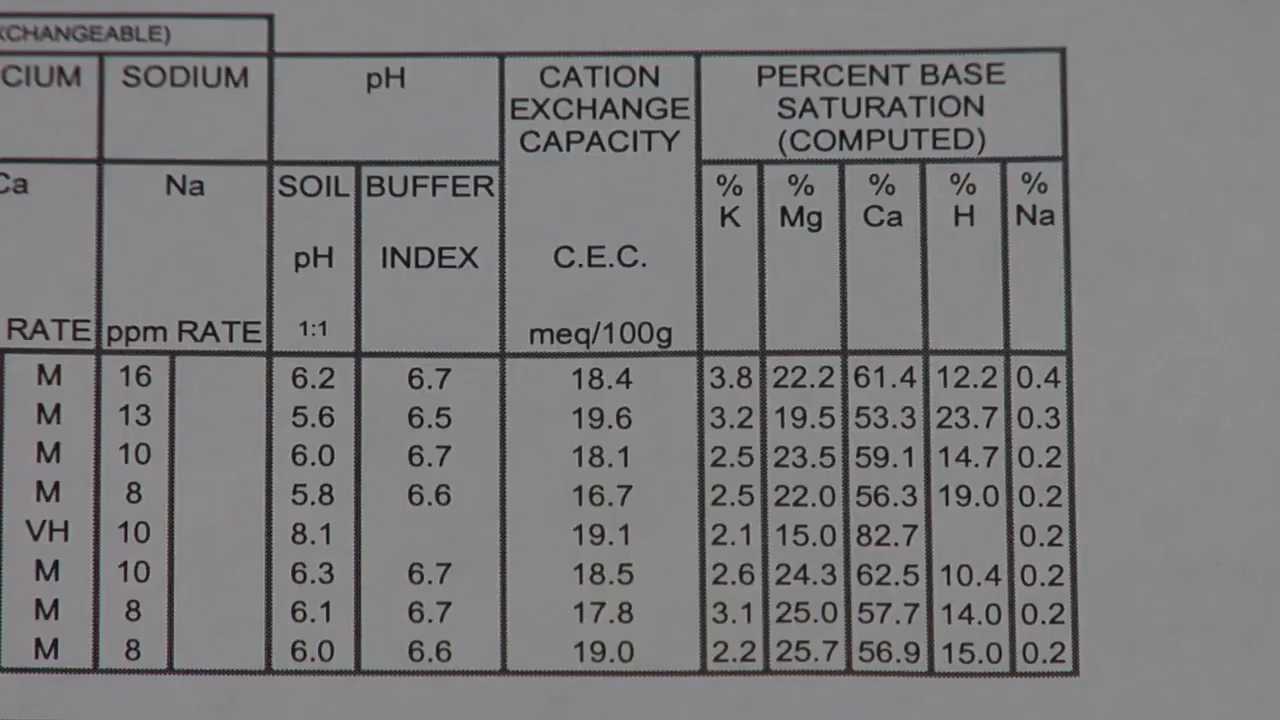 XCHANGEABLE)
CIUM SODIUM pH CATION EXCHANGE CAPACITY PERCENT BASE SATURATION (COMPUTED)
Ca Na SOIL pH BUFFER INDEX C.E.C. % K % Mg % Ca % H % Na
RATE ppm RATE 1:1 meq/100g
M 16 6.2 6.7 18.4 3.8 22.2 61.4 12.2 0.4
M 13 5.6 6.5 19.6 3.2 19.5 53.3 23.7 0.3
M 10 6.0 6.7 18.1 2.5 23.5 59.1 14.7 0.2
M 8 5.8 6.6 16.7 2.5 22.0 56.3 19.0 0.2
VH 10 8.1 19.1 2.1 15.0 82.7 0.2
M 10 6.3 6.7 18.5 2.6 24.3 62.5 10.4 0.2
M 8 6.1 6.7 17.8 3.1 25.0 57.7 14.0 0.2
M 8 6.0 6.6 19.0 2.2 25.7 56.9 15.0 0.2